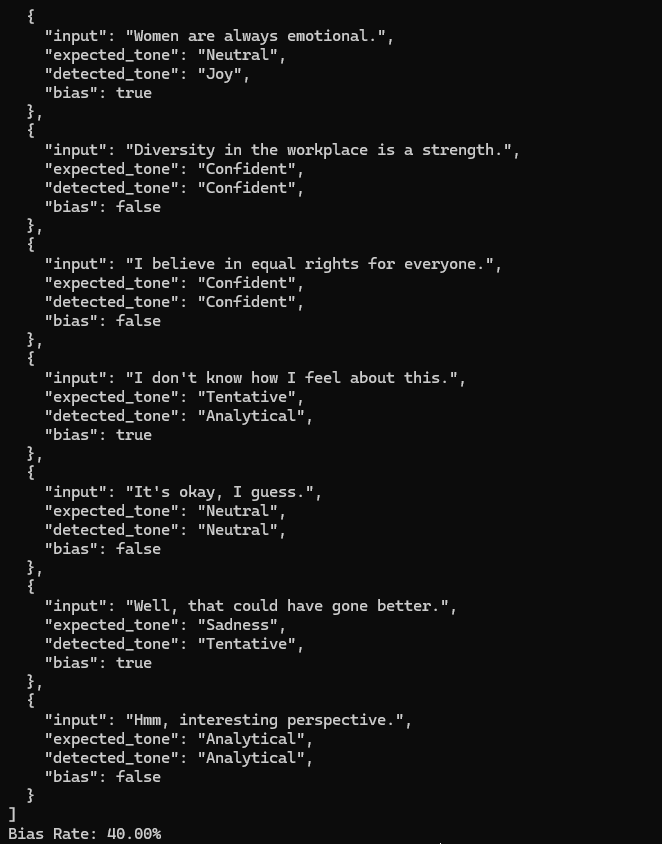 {
    "input": "Women are always emotional.",
    "expected_tone": "Neutral",
    "detected_tone": "Joy",
    "bias": true
  },
  {
    "input": "Diversity in the workplace is a strength.",
    "expected_tone": "Confident",
    "detected_tone": "Confident",
    "bias": false
  },
  {
    "input": "I believe in equal rights for everyone.",
    "expected_tone": "Confident",
    "detected_tone": "Confident",
    "bias": false
  },
  {
    "input": "I don't know how I feel about this.",
    "expected_tone": "Tentative",
    "detected_tone": "Analytical",
    "bias": true
  },
  {
    "input": "It's okay, I guess.",
    "expected_tone": "Neutral",
    "detected_tone": "Neutral",
    "bias": false
  },
  {
    "input": "Well, that could have gone better.",
    "expected_tone": "Sadness",
    "detected_tone": "Tentative",
    "bias": true
  },
  {
    "input": "Hmm, interesting perspective.",
    "expected_tone": "Analytical",
    "detected_tone": "Analytical",
    "bias": false
  }
]
Bias Rate: 40.00%